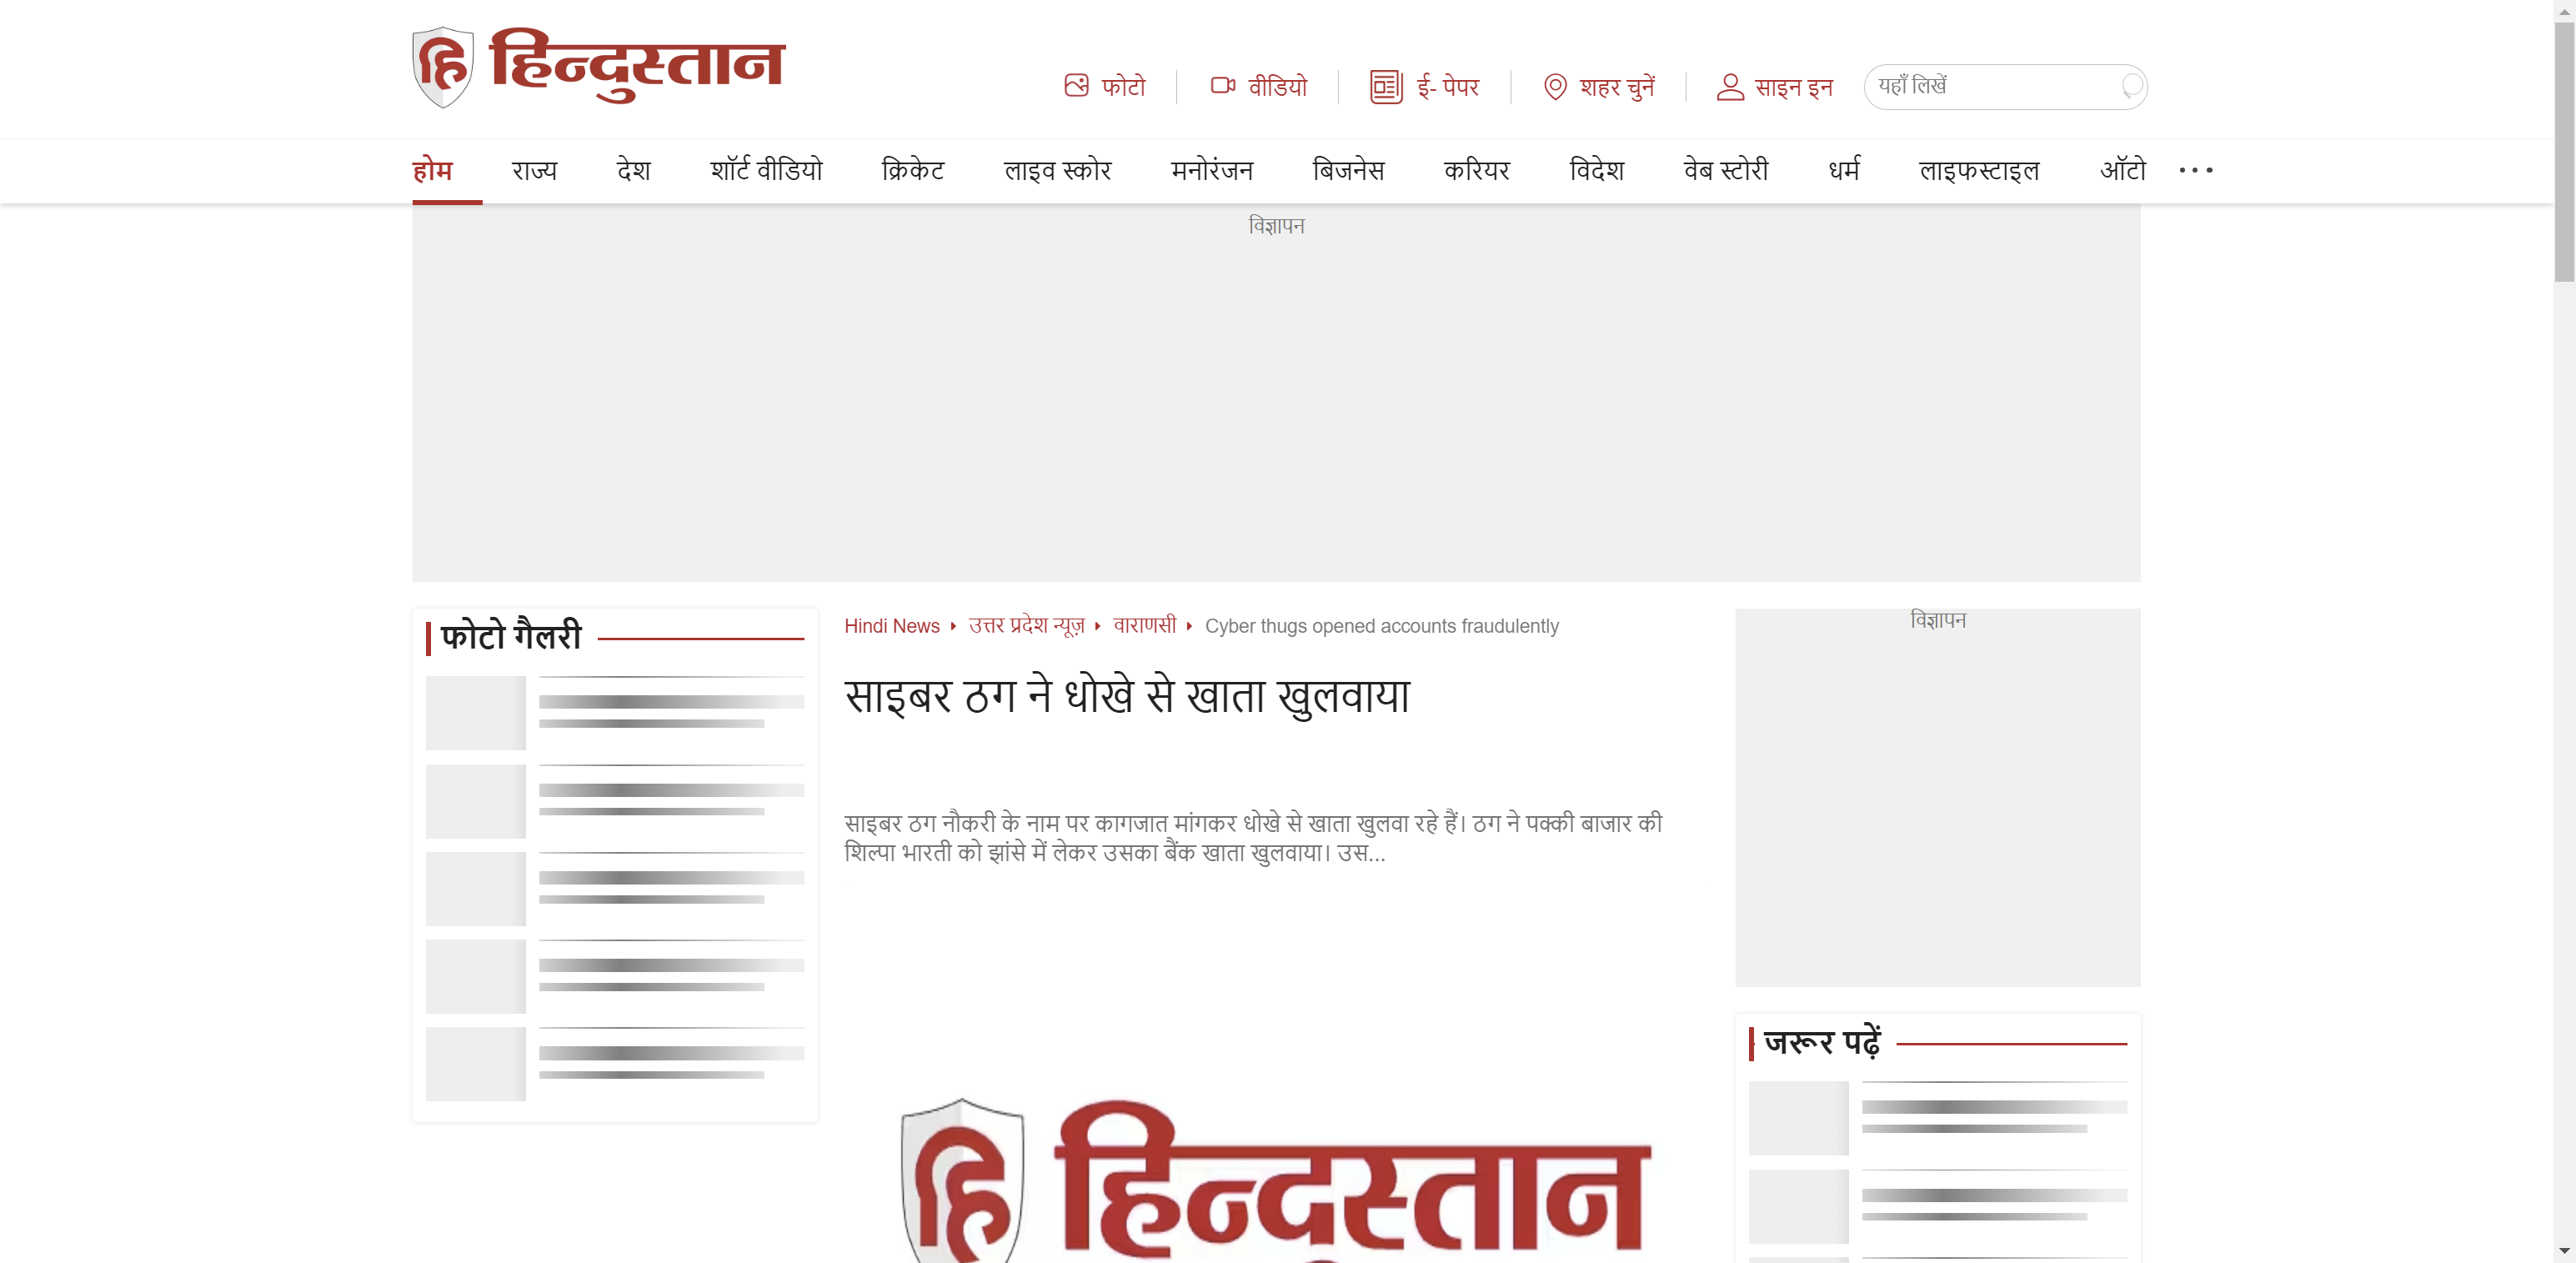 हि हिन्दुस्तान
फोटो
वीडियो
ई- पेपर
शहर चुनें
साइन इन
यहाँ लिखें
होम राज्य देश शॉर्ट वीडियो क्रिकेट लाइव स्कोर मनोरंजन बिजनेस करियर विदेश वेब स्टोरी धर्म लाइफस्टाइल ऑटो
विज्ञापन
फोटो गैलरी
Hindi News उत्तर प्रदेश न्यूज़ वाराणसी Cyber thugs opened accounts fraudulently
साइबर ठग ने धोखे से खाता खुलवाया
साइबर ठग नौकरी के नाम पर कागजात मांगकर धोखे से खाता खुलवा रहे हैं। ठग ने पक्की बाजार की
शिल्पा भारती को झांसे में लेकर उसका बैंक खाता खुलवाया। उस...
हि हिन्दुस्तान
विज्ञापन
जरूर पढ़ें